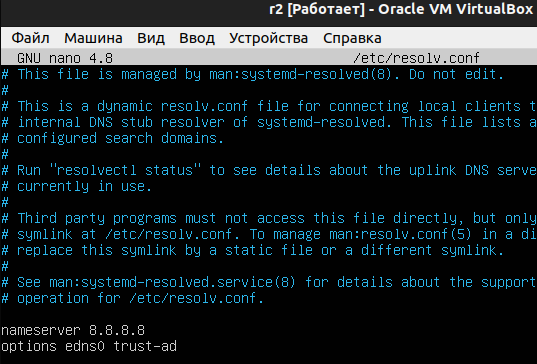 r2 [Работает] - Oracle VM VirtualBox
Файл Машина Вид Ввод Устройства Справка
GNU nano 4.8 /etc/resolv.conf
# This file is managed by man:systemd-resolved(8). Do not edit.
#
# This is a dynamic resolv.conf file for connecting local clients t
# internal DNS stub resolver of systemd-resolved. This file lists a
# configured search domains.
#
# Run "resolvectl status" to see details about the uplink DNS serve
# currently in use.
#
# Third party programs must not access this file directly, but only
# symlink at /etc/resolv.conf. To manage man:resolv.conf(5) in a di
# replace this symlink by a static file or a different symlink.
#
# See man:systemd-resolved.service(8) for details about the support
# operation for /etc/resolv.conf.
nameserver 8.8.8.8
options edns0 trust-ad